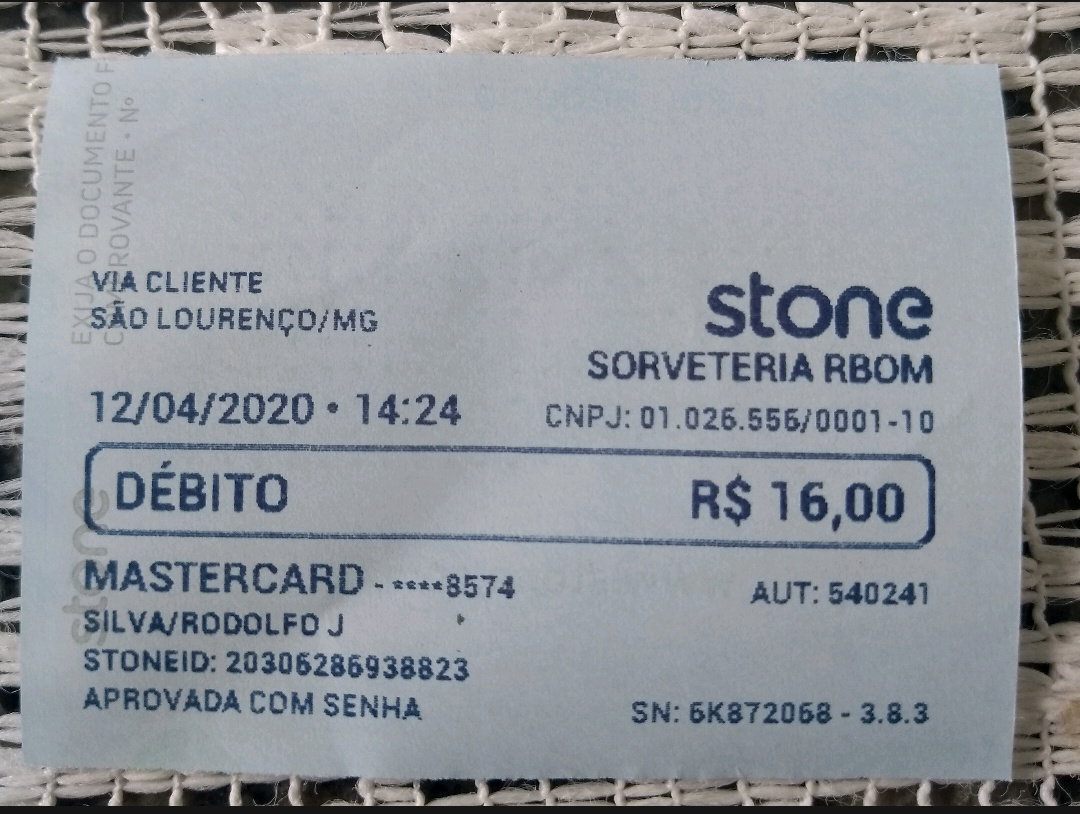 EXIJA O DOCUMENTO F
COMPROVANTE • Nº
VIA CLIENTE
SÃO LOURENÇO/MG
stone
SORVETERIA RBOM
12/04/2020 • 14:24
CNPJ: 01.026.556/0001-10
DÉBITO R$ 16,00
MASTERCARD - ****8574
AUT: 540241
SILVA/RODOLFO J
STONEID: 20306286938823
APROVADA COM SENHA
SN: 6K872068 - 3.8.3
stone